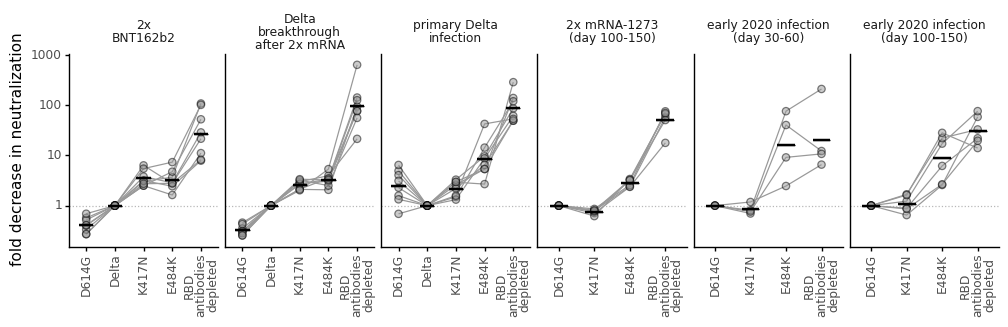 2x
BNT162b2
Delta
breakthrough
after 2x mRNA
primary Delta
infection
2x mRNA-1273
(day 100-150)
early 2020 infection
(day 30-60)
early 2020 infection
(day 100-150)
fold decrease in neutralization
1000
100
10
1
D614G
Delta
K417N
E484K
RBD
antibodies
depleted
D614G
Delta
K417N
E484K
RBD
antibodies
depleted
D614G
Delta
K417N
E484K
RBD
antibodies
depleted
D614G
K417N
E484K
RBD
antibodies
depleted
D614G
K417N
E484K
RBD
antibodies
depleted
D614G
K417N
E484K
RBD
antibodies
depleted